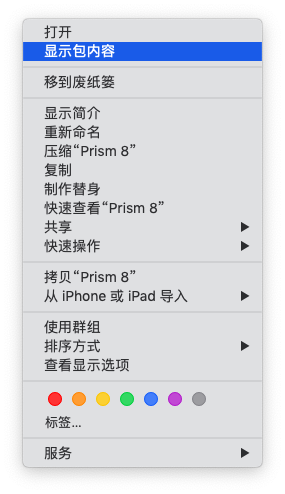 打开
显示包内容
移到废纸篓
显示简介
重新命名
压缩“Prism 8”
复制
制作替身
快速查看“Prism 8”
共享
快速操作
拷贝“Prism 8”
从 iPhone 或 iPad 导入
使用群组
排序方式
查看显示选项
标签...
服务